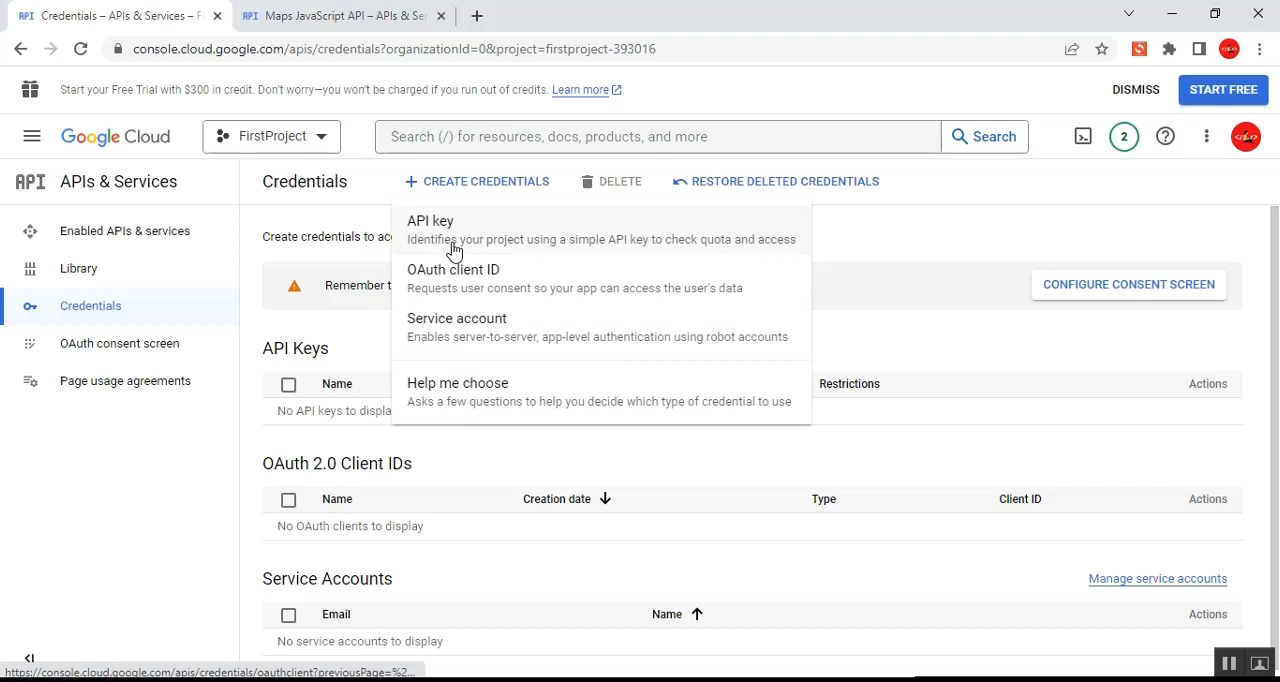 API Credentials – APIs & Services – F
API Maps JavaScript API – APIs & Ser
console.cloud.google.com/apis/credentials?organizationId=0&project=firstproject-393016
Start your Free Trial with $300 in credit. Don't worry—you won't be charged if you run out of credits. Learn more
DISMISS
START FREE
Google Cloud
FirstProject
Search (/) for resources, docs, products, and more
Search
2
API APIs & Services
Credentials
+ CREATE CREDENTIALS
DELETE
RESTORE DELETED CREDENTIALS
Enabled APIs & services
Library
Credentials
OAuth consent screen
Page usage agreements
Create credentials to ac
Remember t
CONFIGURE CONSENT SCREEN
API key
Identifies your project using a simple API key to check quota and access
OAuth client ID
Requests user consent so your app can access the user's data
Service account
Enables server-to-server, app-level authentication using robot accounts
Help me choose
Asks a few questions to help you decide which type of credential to use
API Keys
Name
Restrictions
Actions
No API keys to displa
OAuth 2.0 Client IDs
Name
Creation date
Type
Client ID
Actions
No OAuth clients to display
Service Accounts
Manage service accounts
Email
Name
Actions
No service accounts to display
https://console.cloud.google.com/apis/credentials/oauthclient?previousPage=%2...